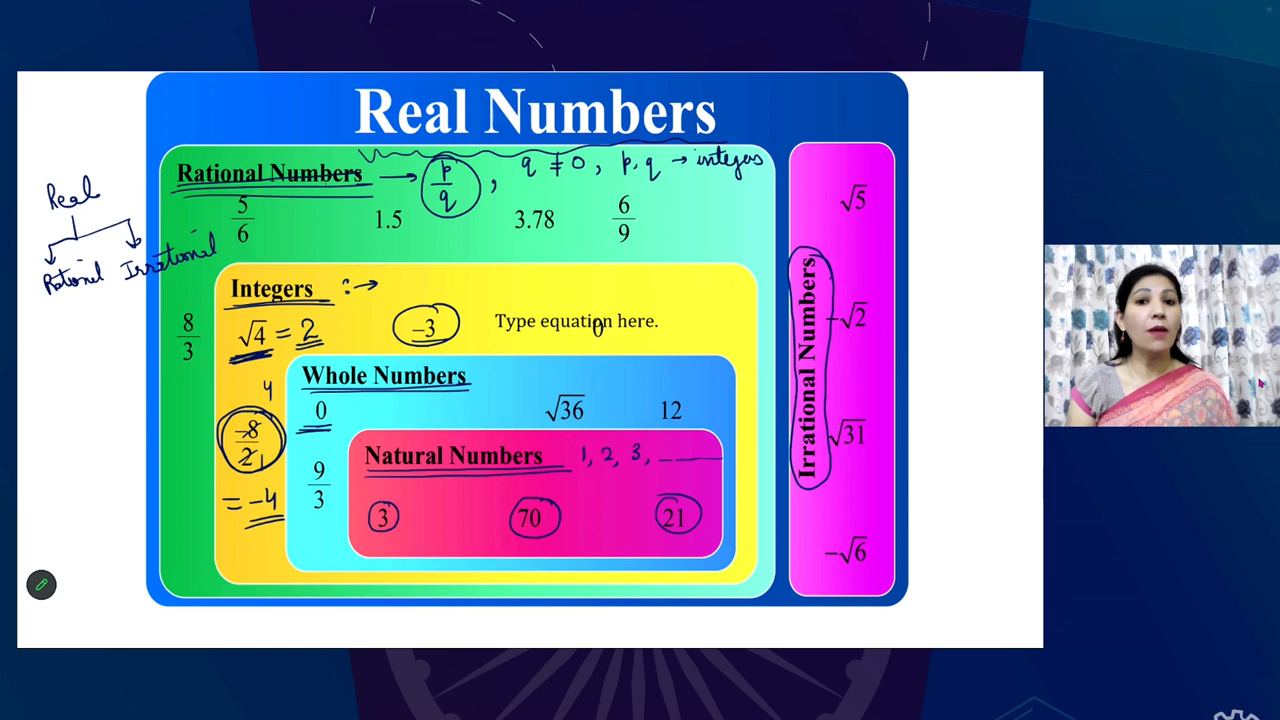 Real Numbers
Rational Numbers → p/q , q ≠ 0 , p, q → integers
5/6 1.5 3.78 6/9
Real
Rational Irrational
8/3
Integers :→
√4 = 2 −3 Type equation here. 0
Whole Numbers
0 √36 12
4
−8/2 1
= −4
9/3
Natural Numbers 1, 2, 3, ____
3 70 21
Irrational Numbers
√5
−√2
√31
−√6